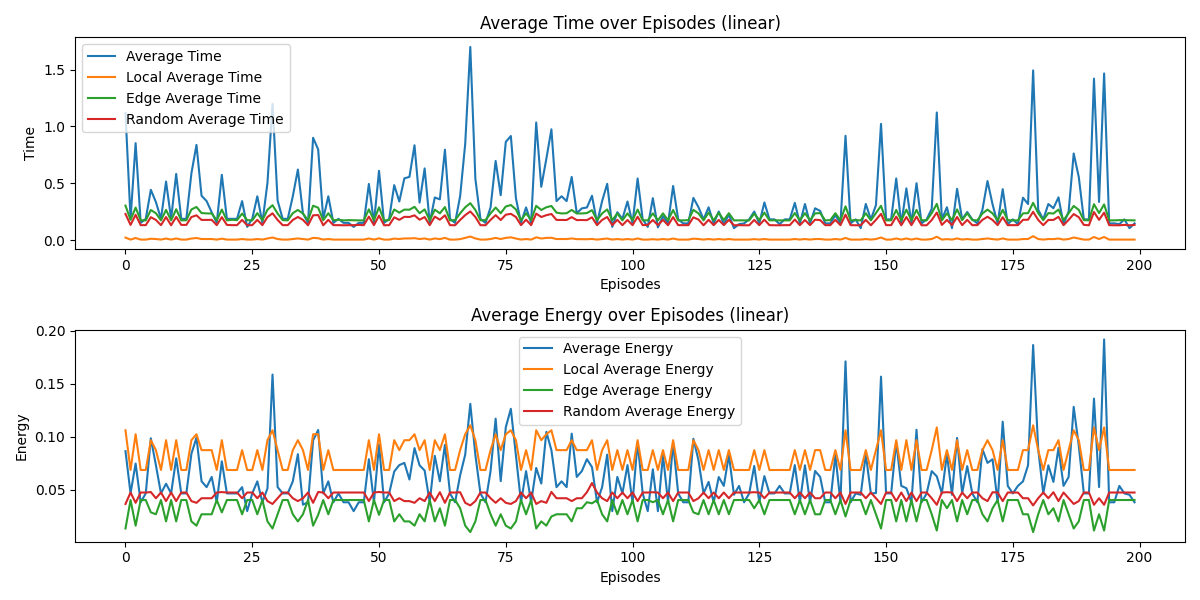 Average Time over Episodes (linear)
Time
1.5
1.0
0.5
0.0
Average Time
Local Average Time
Edge Average Time
Random Average Time
0 25 50 75 100 125 150 175 200
Episodes
Average Energy over Episodes (linear)
Energy
0.20
0.15
0.10
0.05
Average Energy
Local Average Energy
Edge Average Energy
Random Average Energy
0 25 50 75 100 125 150 175 200
Episodes